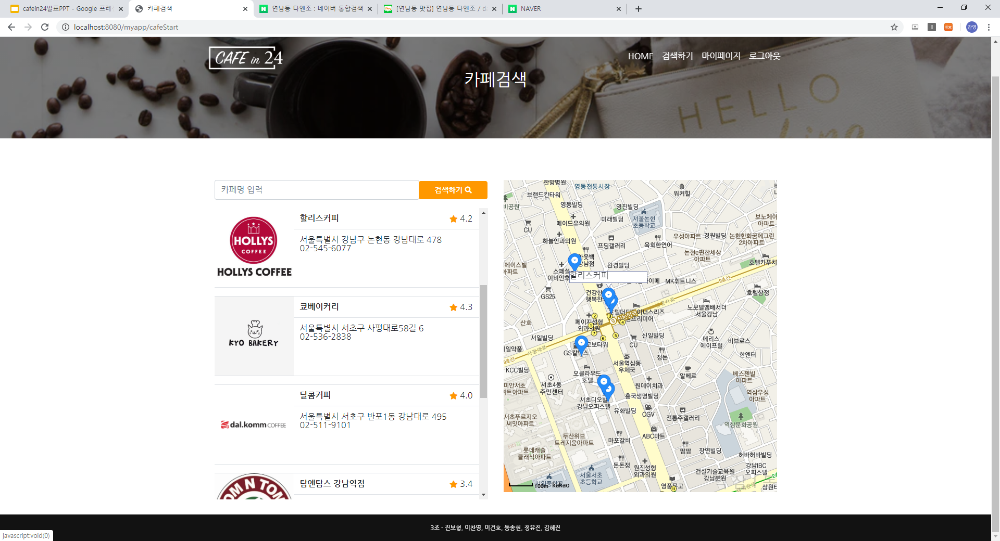 cafein24발표PPT - Google 프레
카페검색
연남동 다앤조 : 네이버 통합검색
[연남동 맛집] 연남동 다앤조 / d
NAVER
localhost:8080/myapp/cafeStart
찬영
CAFE in 24
HOME 검색하기 마이페이지 로그아웃
카페검색
HELLO
카페명 입력
검색하기
할리스커피 4.2
서울특별시 강남구 논현동 강남대로 478
02-545-6077
HOLLYS
COFFEE
HOLLYS COFFEE
쿄베이커리 4.3
서울특별시 서초구 사평대로58길 6
02-536-2838
KYO BAKERY
달콤커피 4.0
서울특별시 서초구 반포1동 강남대로 495
02-511-9101
dal.komm COFFEE
탐앤탐스 강남역점 3.4
OM N TOM
한방병원
영동전통시장
워커힐
브랜드칸타워
비공원
영동빌딩
영진빌딩
미래빌딩
서울논현
초등학교
보노체아
아파트
CU
메이드유의원
우성아파트
경원빌딩
논현한화꿈에그린
2차아파트
하늘안과의원
프딩갤러리
육회한연어
논현e편한세상
아파트
아웃백
강남점
호텔카푸치
에이스빌
아파트
원경빌딩
스페셜
이비인후
할리스커피
이메
MK휘트니스
9호선
GS25
건강한
행복한
호텔삼정
노보텔앰배서더
서울강남
호텔더디
이너스리즈
프리미어
산호
페이지성형
외과의원
신논현역
서일빌딩
신일빌딩
메리스
에이프럴
비브로스
일약품
사평대로
GS칼텍스
교보타워
CU
정돈
한엔터
9호선
KCC빌딩
서울역삼동
우체국
오클라우드
호텔
알베르
베스젠빌
아파트
미안서초
위트아파트
서초4동
주민센터
원데이치과
흥국생명빌딩
역삼우성
아파트
서초디오빌
강남오피스텔
유화빌딩
CGV
전통주갤러리
서초푸르지오
써밋아파트
역삼문화공원
두산위브
트레지움아파트
마포갈비
ABC마트
땀땀
장연빌딩
허바허바빌딩
롯데캐슬
클래식아파트
돈돈정
원진성형
외과의원
강남IBC
오피스텔
서울서초
초등학교
건설기술교육원
강남분원
영풍문고
삼원타
100m kakao
3조 - 진보형, 이찬영, 이건호, 동송현, 정유진, 김혜진
javascript:void(0)